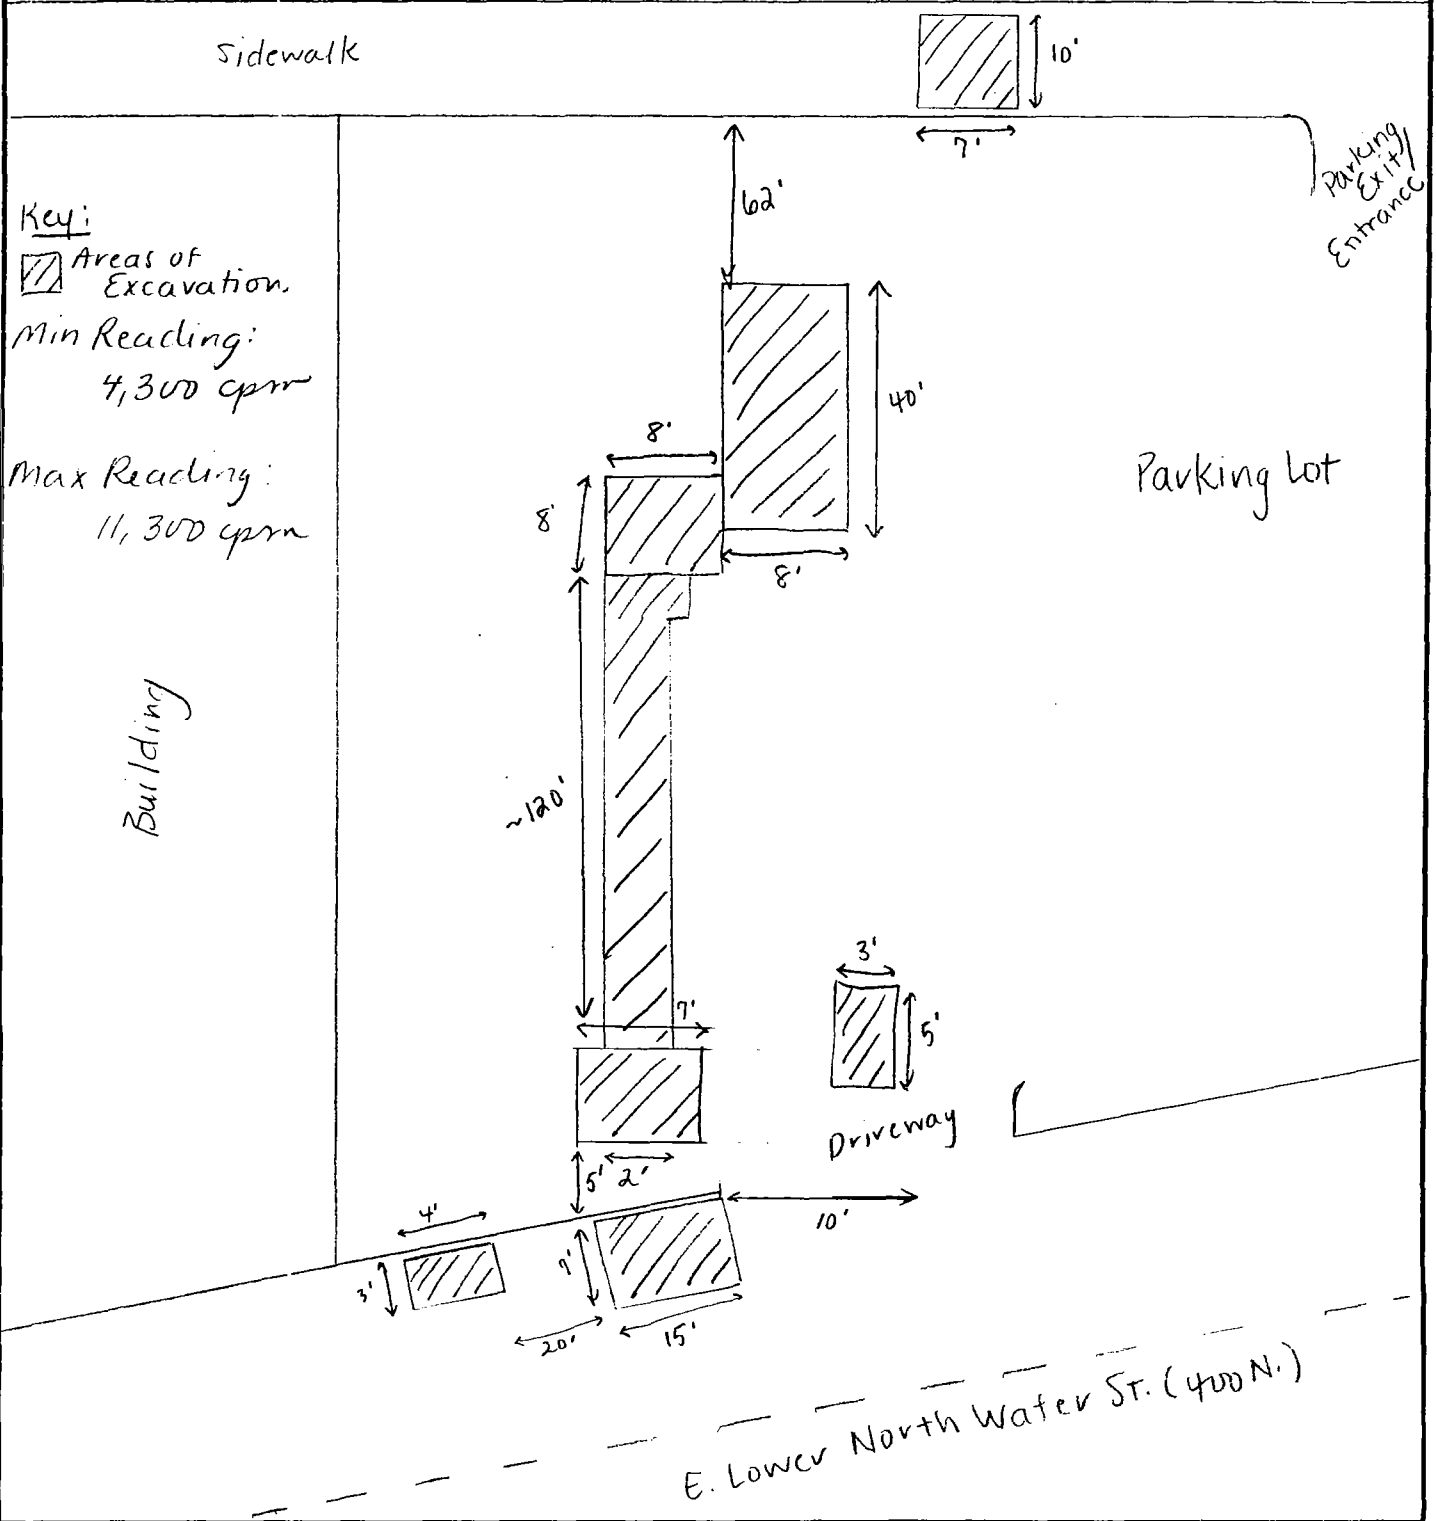 Sidewalk
10'
7'
Parking
Exit/
Entrance
62'
Key:
Areas of
Excavation.
Min Reading:
4,300 cpm
Max Reading:
11,300 cpm
40'
8'
8'
8'
Parking Lot
Building
~120'
7'
3'
5'
Driveway
5'
2'
10'
4'
3'
7'
20'
15'
E. Lower North Water St. (400 N.)